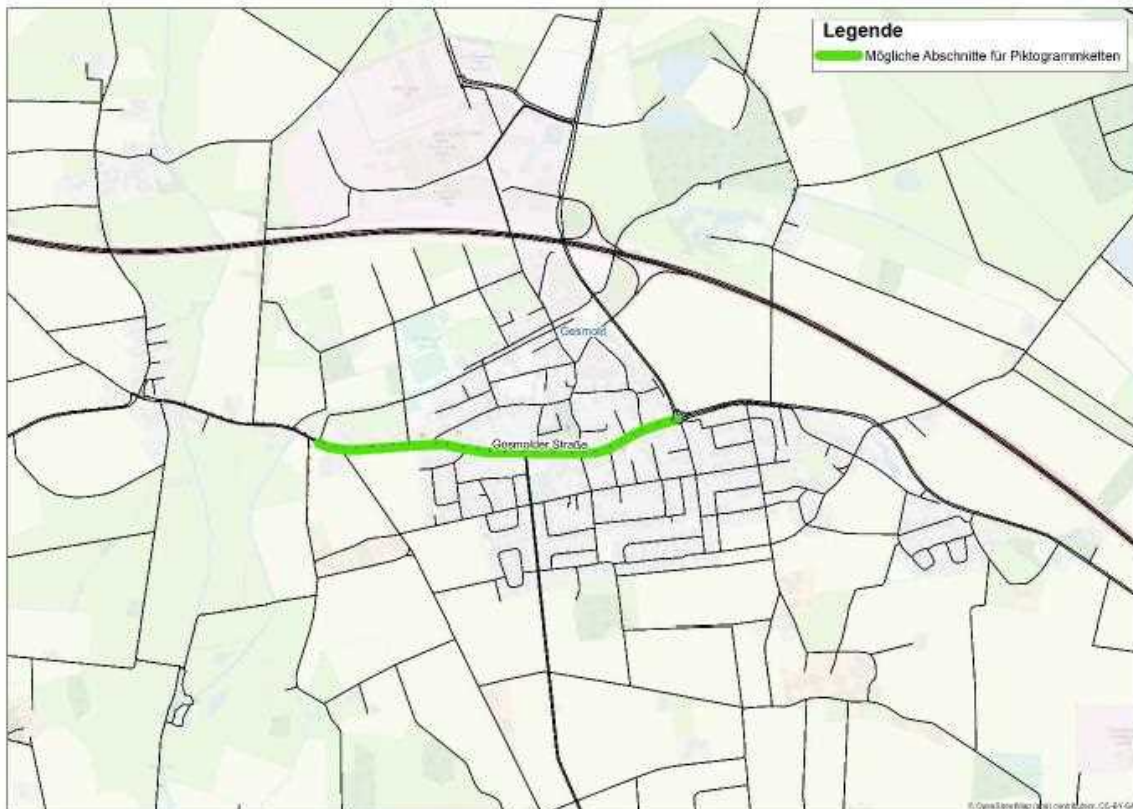 Legende
Mögliche Abschnitte für Piktogrammketten
Gesmold
Gesmolder Straße